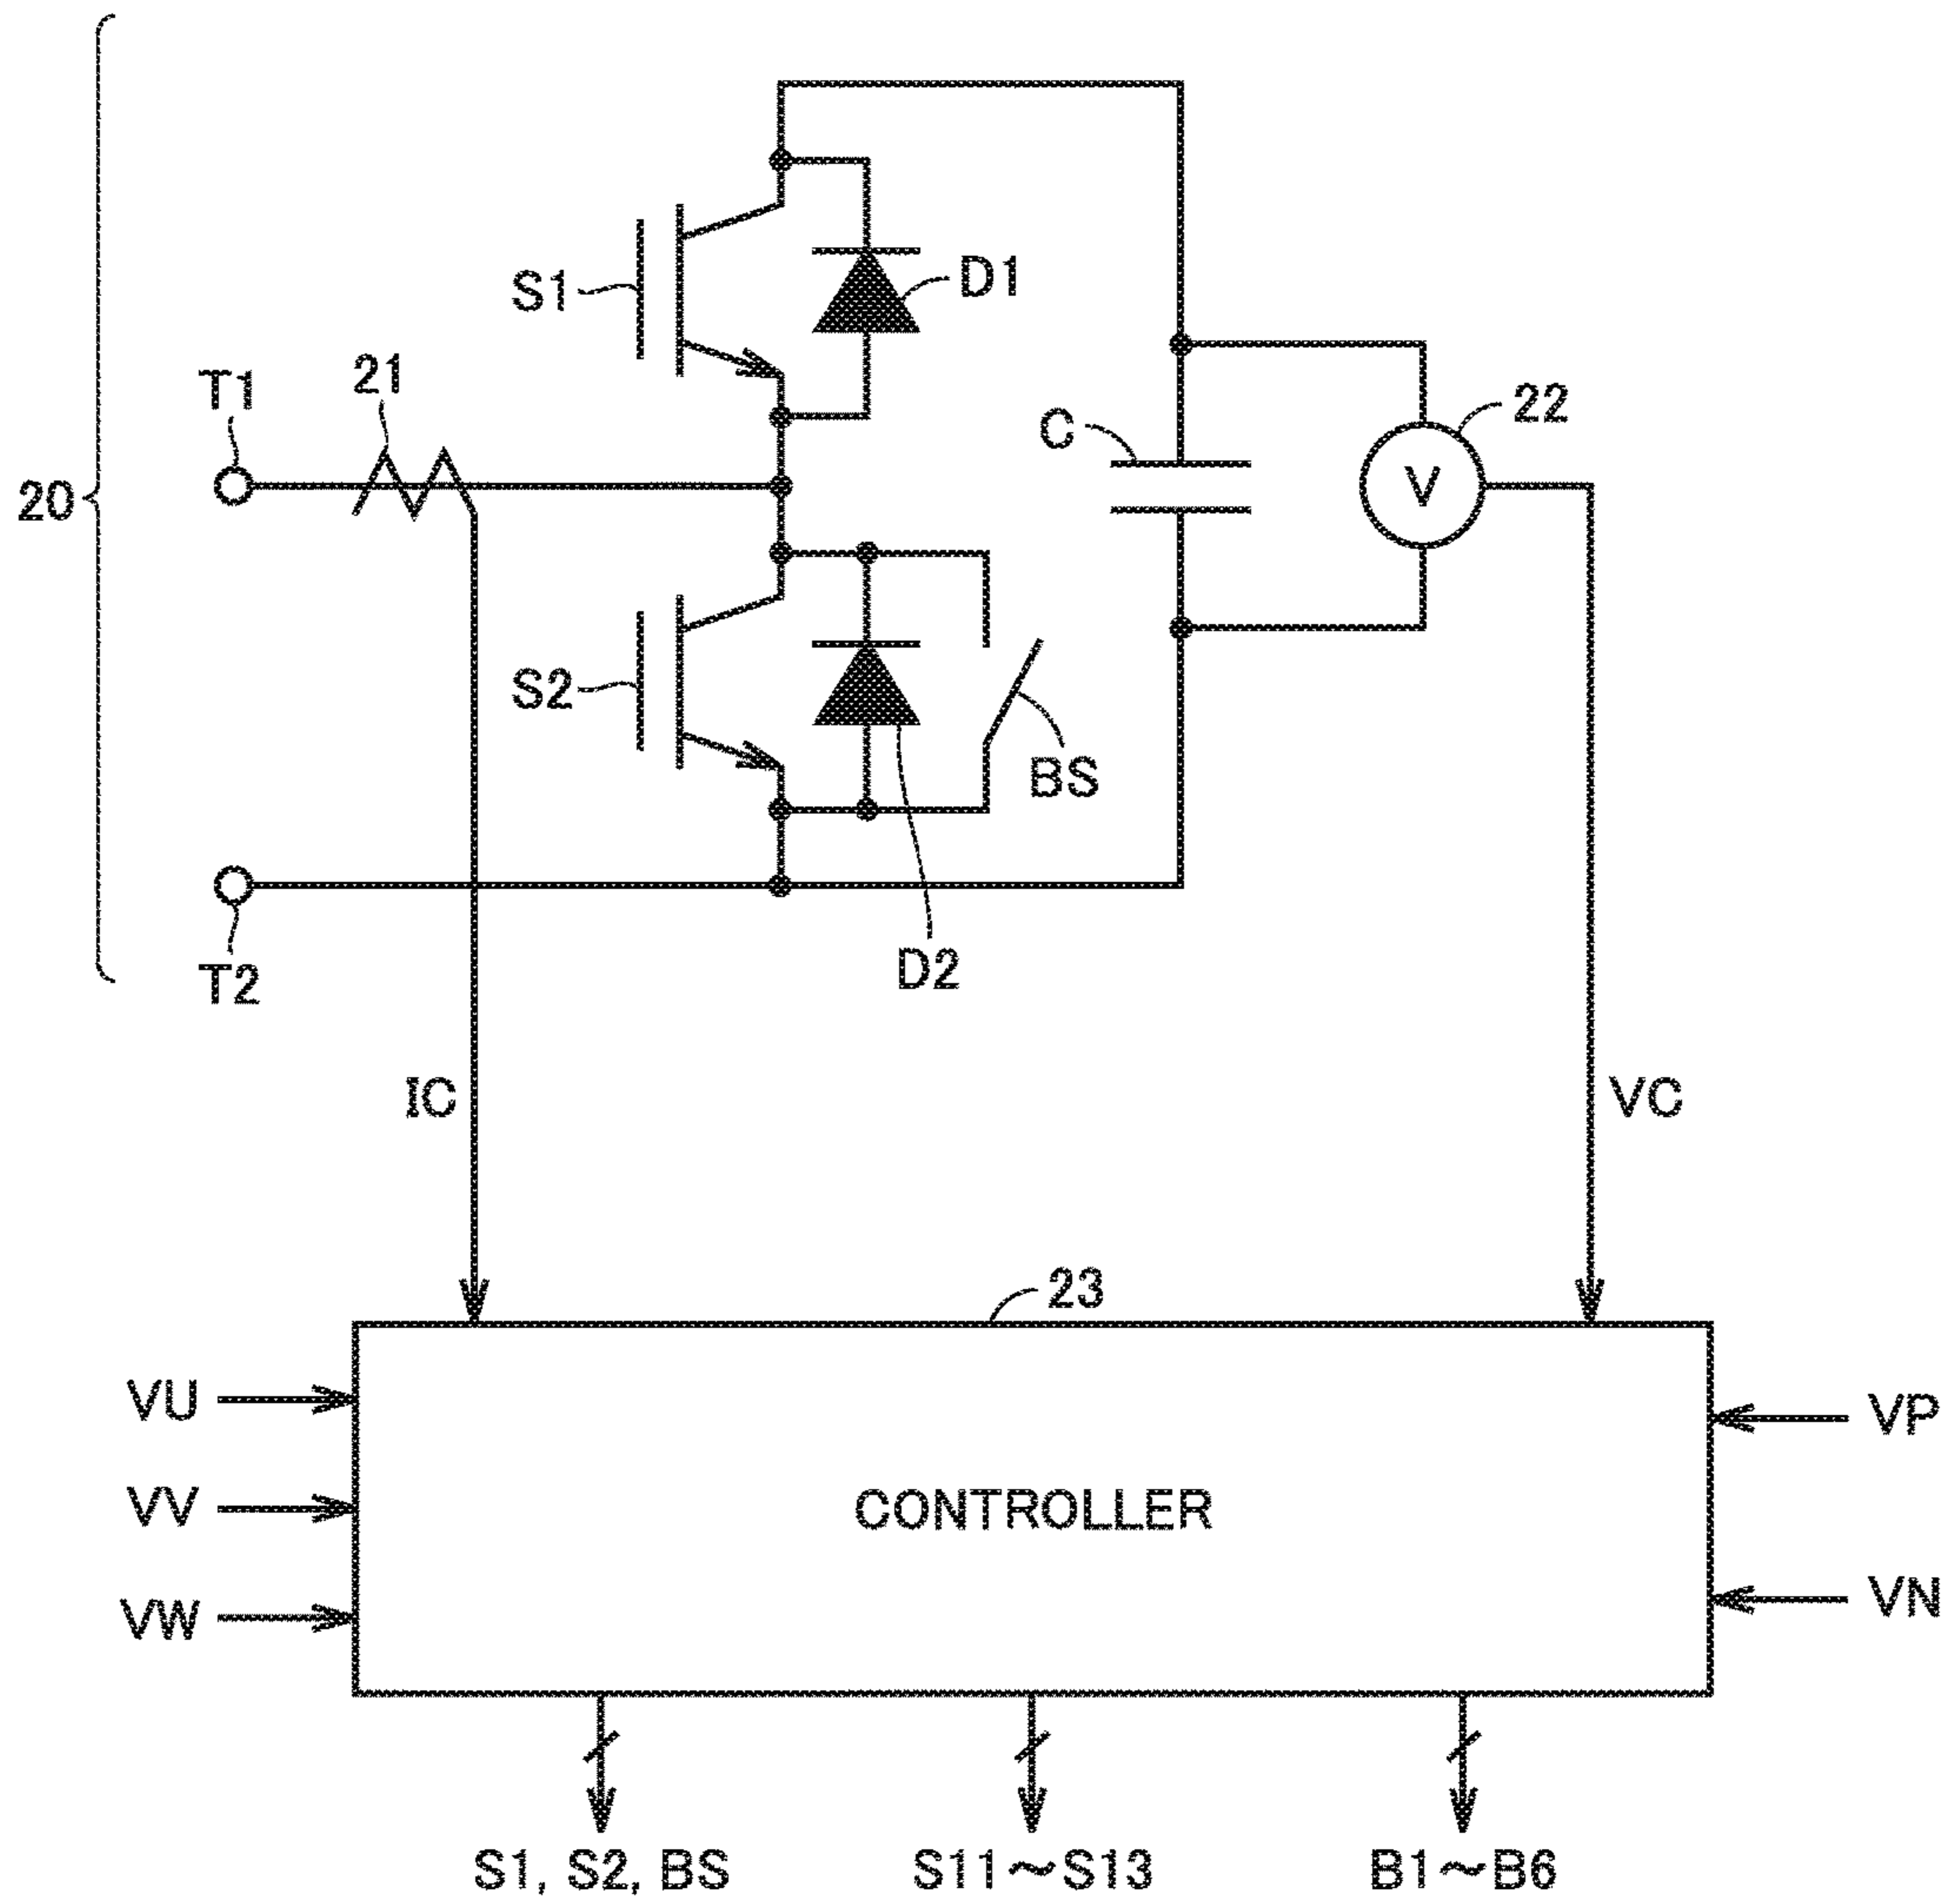 S1
D1
T1
21
C
22
V
20
S2
BS
T2
D2
IC
VC
23
VU
VV
VW
CONTROLLER
VP
VN
S1, S2, BS
S11～S13
B1～B6